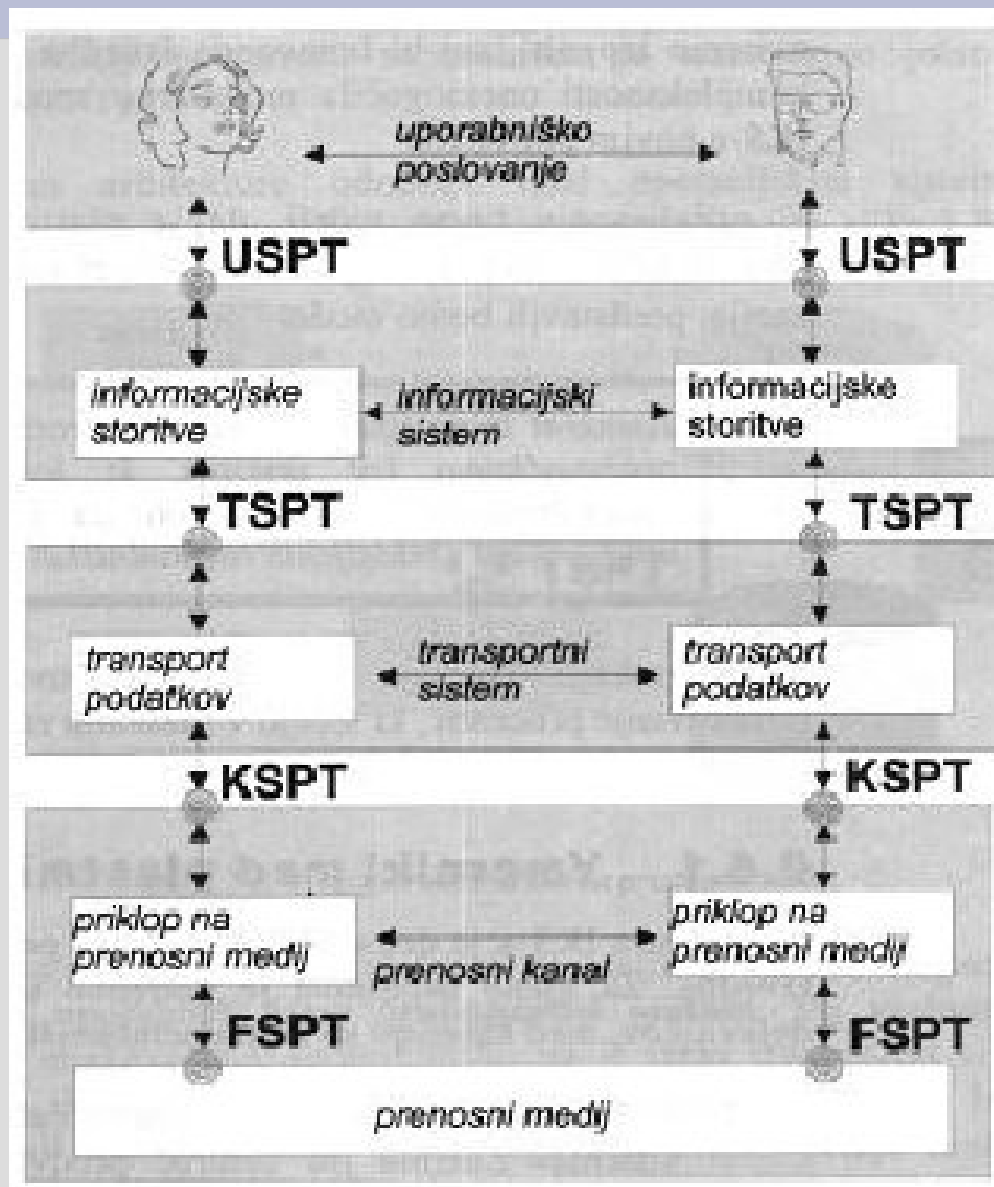 uporabniško
poslovanje
USPT
USPT
informacijske
storitve
informacijski
sistem
informacijske
storitve
TSPT
TSPT
transport
podatkov
transportni
sistem
transport
podatkov
KSPT
KSPT
priklop na
prenosni medij
prenosni kanal
priklop na
prenosni medij
FSPT
FSPT
prenosni medij